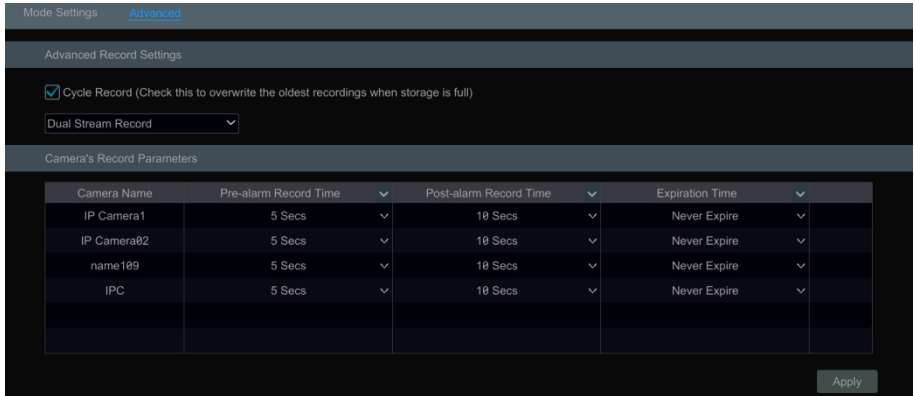 Mode Settings Advanced
Advanced Record Settings
Cycle Record (Check this to overwrite the oldest recordings when storage is full)
Dual Stream Record
Camera's Record Parameters
Camera Name Pre-alarm Record Time Post-alarm Record Time Expiration Time
IP Camera1 5 Secs 10 Secs Never Expire
IP Camera02 5 Secs 10 Secs Never Expire
name109 5 Secs 10 Secs Never Expire
IPC 5 Secs 10 Secs Never Expire
Apply